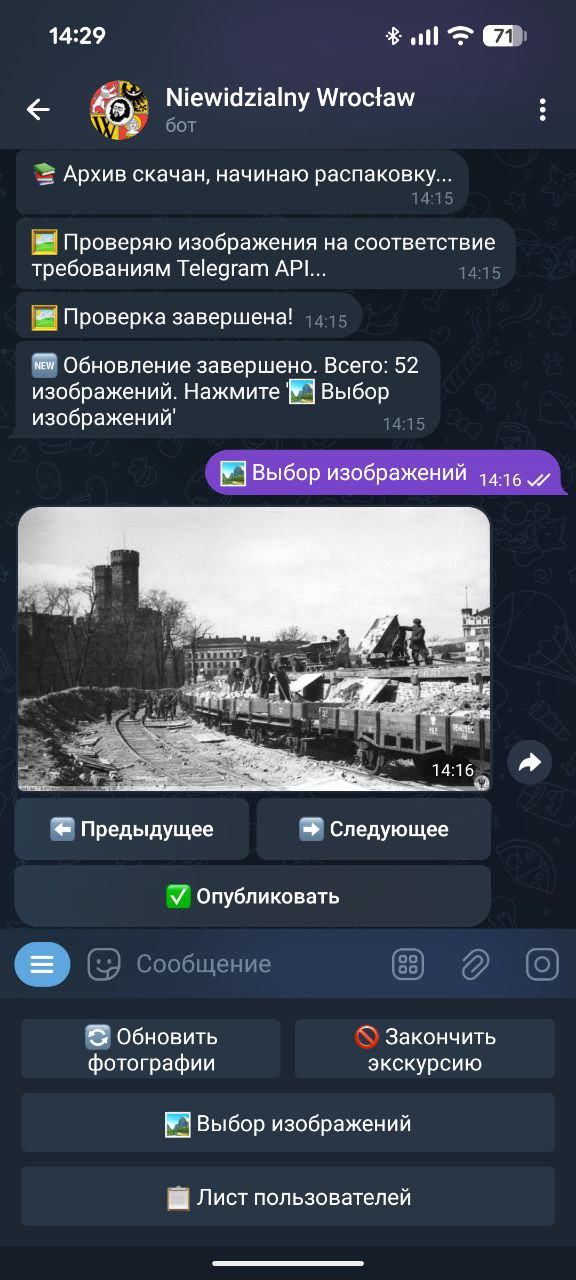 14:29
71
Niewidzialny Wrocław
бот
📚 Архив скачан, начинаю распаковку...
14:15
🖼️ Проверяю изображения на соответствие
требованиям Telegram API...
14:15
🖼️ Проверка завершена!
14:15
🆕 Обновление завершено. Всего: 52
изображений. Нажмите '🏞️ Выбор
изображений'
14:15
🏞️ Выбор изображений
14:16
14:16
⬅️ Предыдущее
➡️ Следующее
✅ Опубликовать
Сообщение
🔄 Обновить
фотографии
🚫 Закончить
экскурсию
🏞️ Выбор изображений
📋 Лист пользователей